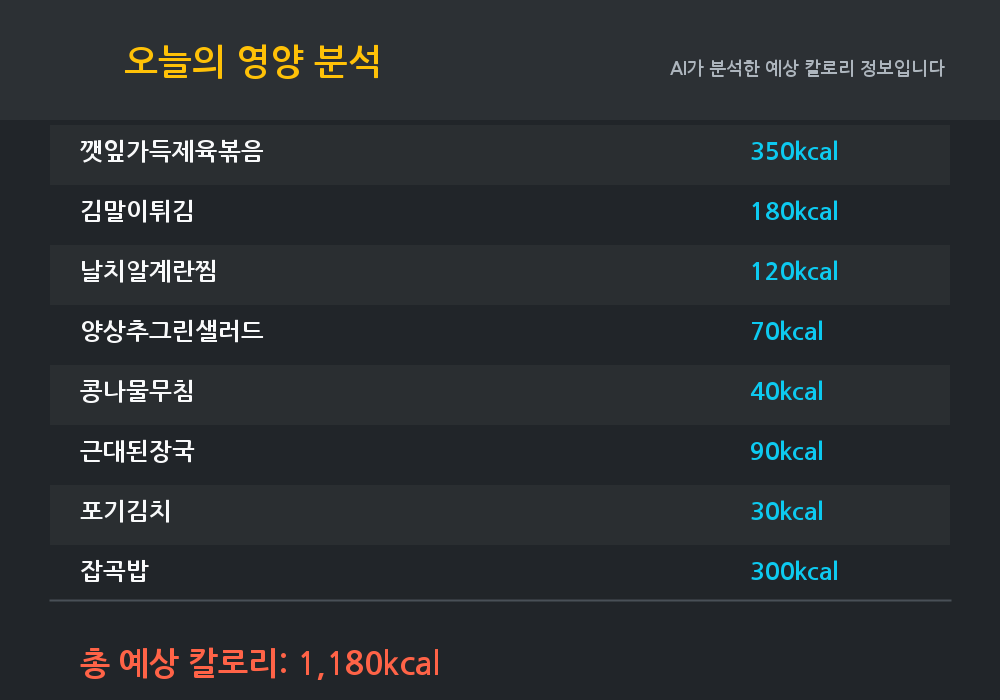 오늘의 영양 분석
AI가 분석한 예상 칼로리 정보입니다
깻잎가득제육볶음 350kcal
김말이튀김 180kcal
날치알계란찜 120kcal
양상추그린샐러드 70kcal
콩나물무침 40kcal
근대된장국 90kcal
포기김치 30kcal
잡곡밥 300kcal
총 예상 칼로리: 1,180kcal